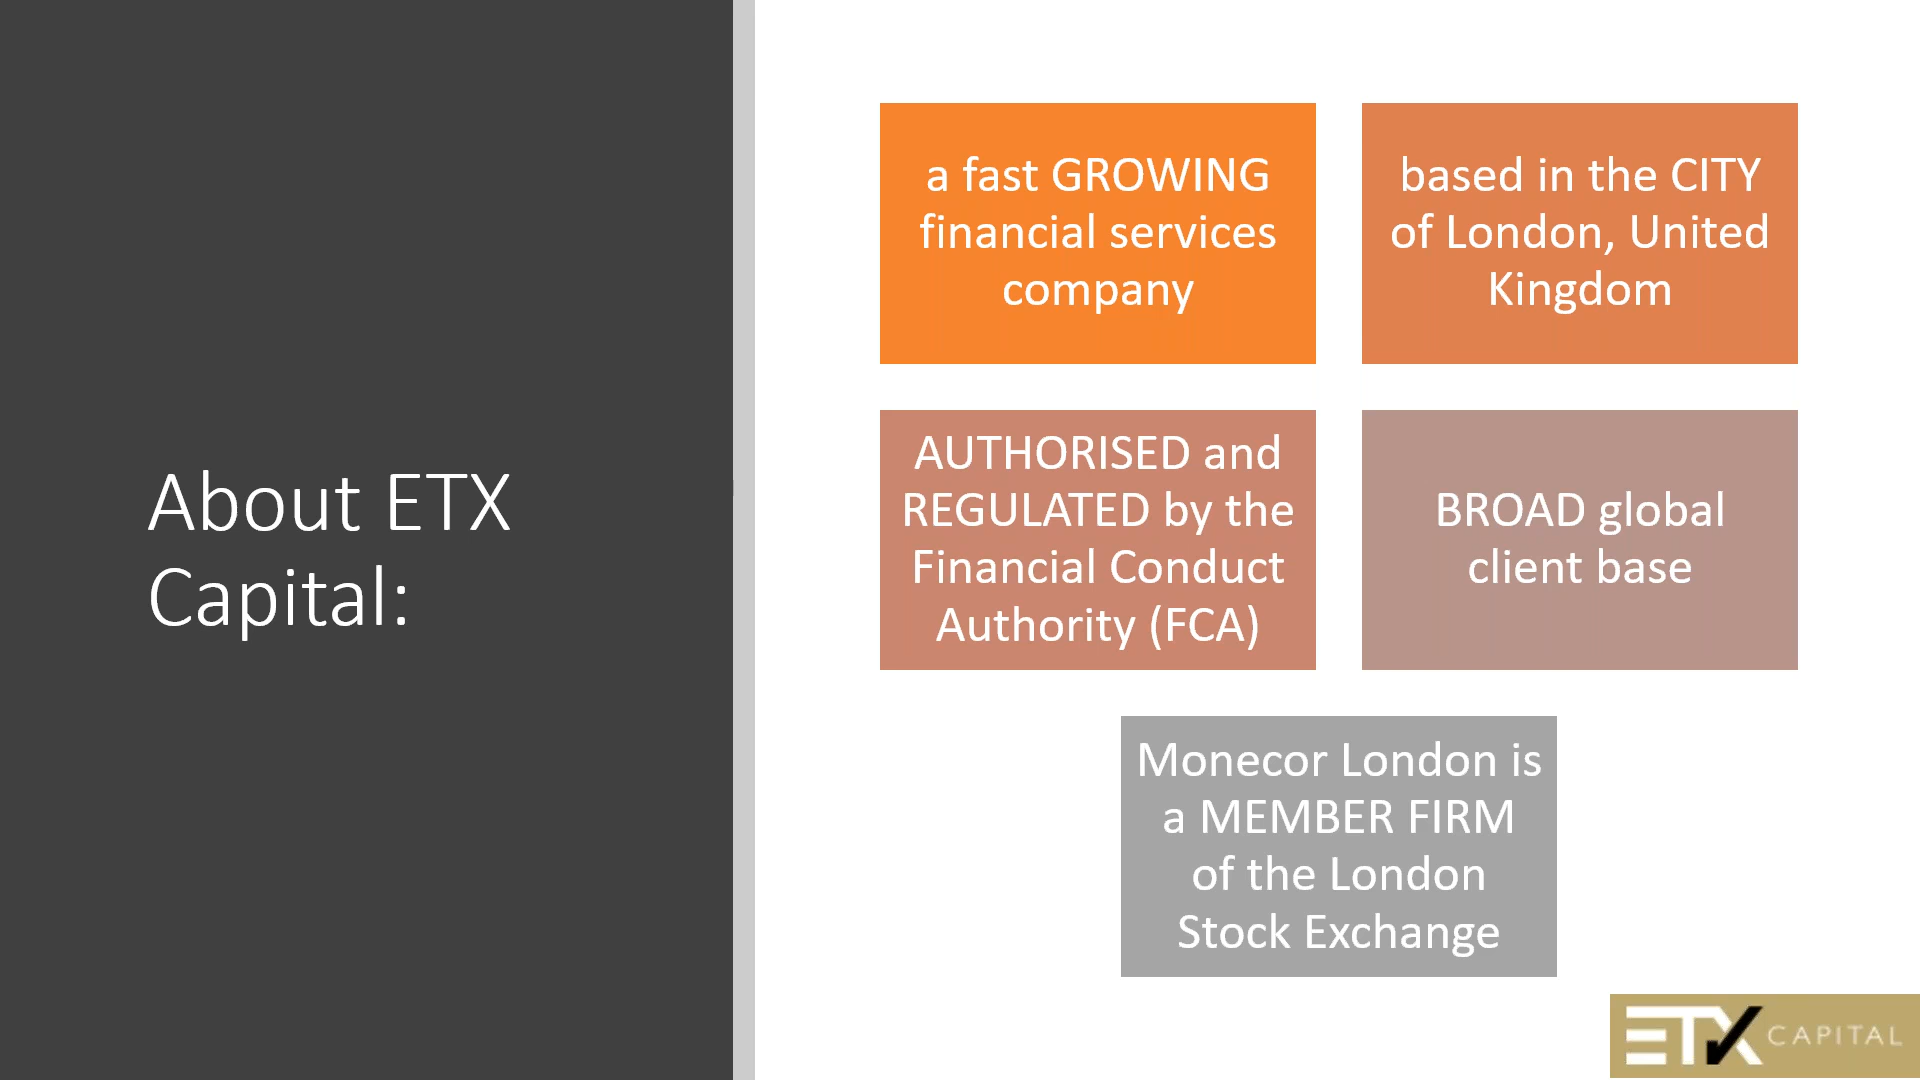 About ETX
Capital:
a fast GROWING
financial services
company
based in the CITY
of London, United
Kingdom
AUTHORISED and
REGULATED by the
Financial Conduct
Authority (FCA)
BROAD global
client base
Monecor London is
a MEMBER FIRM
of the London
Stock Exchange
ETX CAPITAL